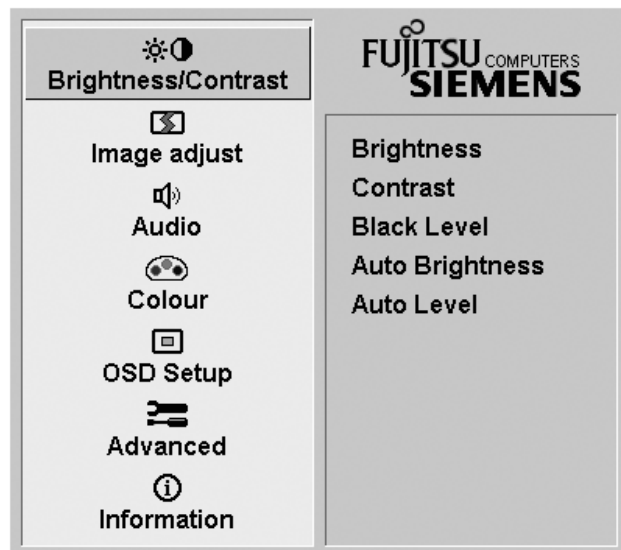 Brightness/Contrast
Image adjust
Audio
Colour
OSD Setup
Advanced
Information
FUJITSU COMPUTERS
SIEMENS
Brightness
Contrast
Black Level
Auto Brightness
Auto Level